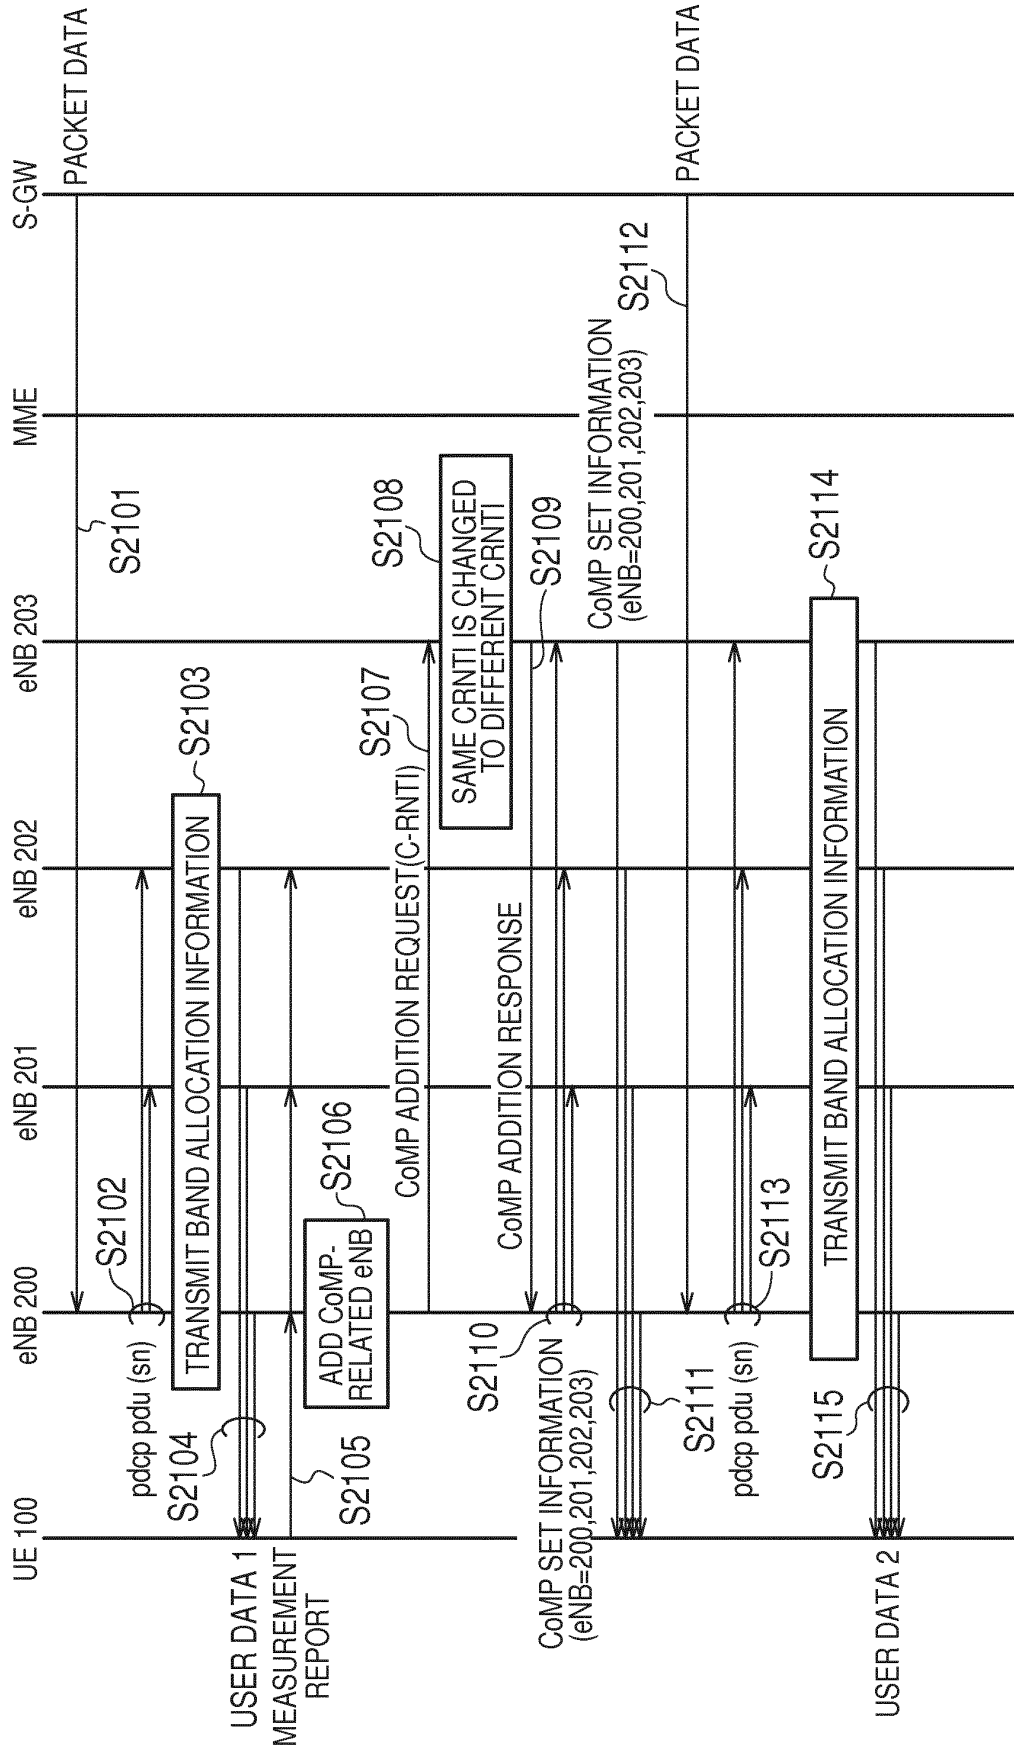 UE 100
eNB 200
eNB 201
eNB 202
eNB 203
MME
S-GW
PACKET DATA
S2101
pdcp pdu (sn)
S2102
TRANSMIT BAND ALLOCATION INFORMATION
S2103
USER DATA 1
S2104
MEASUREMENT
REPORT
S2105
ADD CoMP-
RELATED eNB
S2106
CoMP ADDITION REQUEST(C-RNTI)
S2107
SAME CRNTI IS CHANGED
TO DIFFERENT CRNTI
S2108
CoMP ADDITION RESPONSE
S2109
CoMP SET INFORMATION
(eNB=200,201,202,203)
S2110
CoMP SET INFORMATION
(eNB=200,201,202,203)
S2111
PACKET DATA
S2112
pdcp pdu (sn)
S2113
TRANSMIT BAND ALLOCATION INFORMATION
S2114
USER DATA 2
S2115